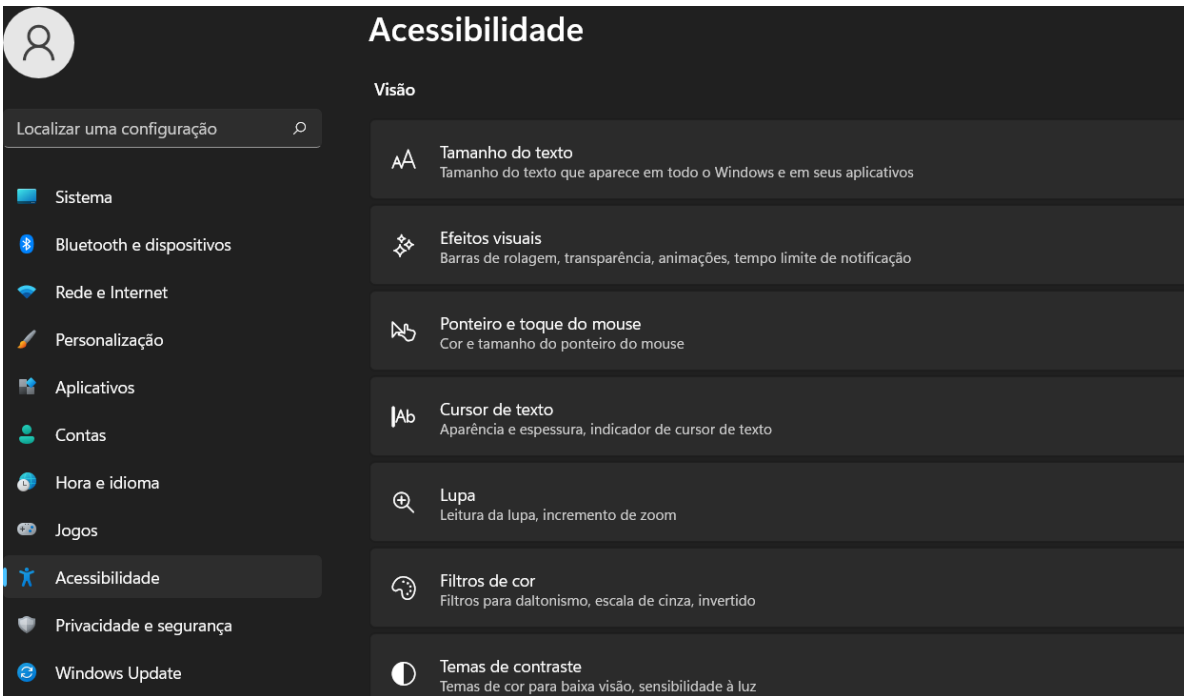 Acessibilidade
Visão
Localizar uma configuração
Sistema
Bluetooth e dispositivos
Rede e Internet
Personalização
Aplicativos
Contas
Hora e idioma
Jogos
Acessibilidade
Privacidade e segurança
Windows Update
Tamanho do texto
Tamanho do texto que aparece em todo o Windows e em seus aplicativos
Efeitos visuais
Barras de rolagem, transparência, animações, tempo limite de notificação
Ponteiro e toque do mouse
Cor e tamanho do ponteiro do mouse
Ab
Cursor de texto
Aparência e espessura, indicador de cursor de texto
Lupa
Leitura da lupa, incremento de zoom
Filtros de cor
Filtros para daltonismo, escala de cinza, invertido
Temas de contraste
Temas de cor para baixa visão, sensibilidade à luz